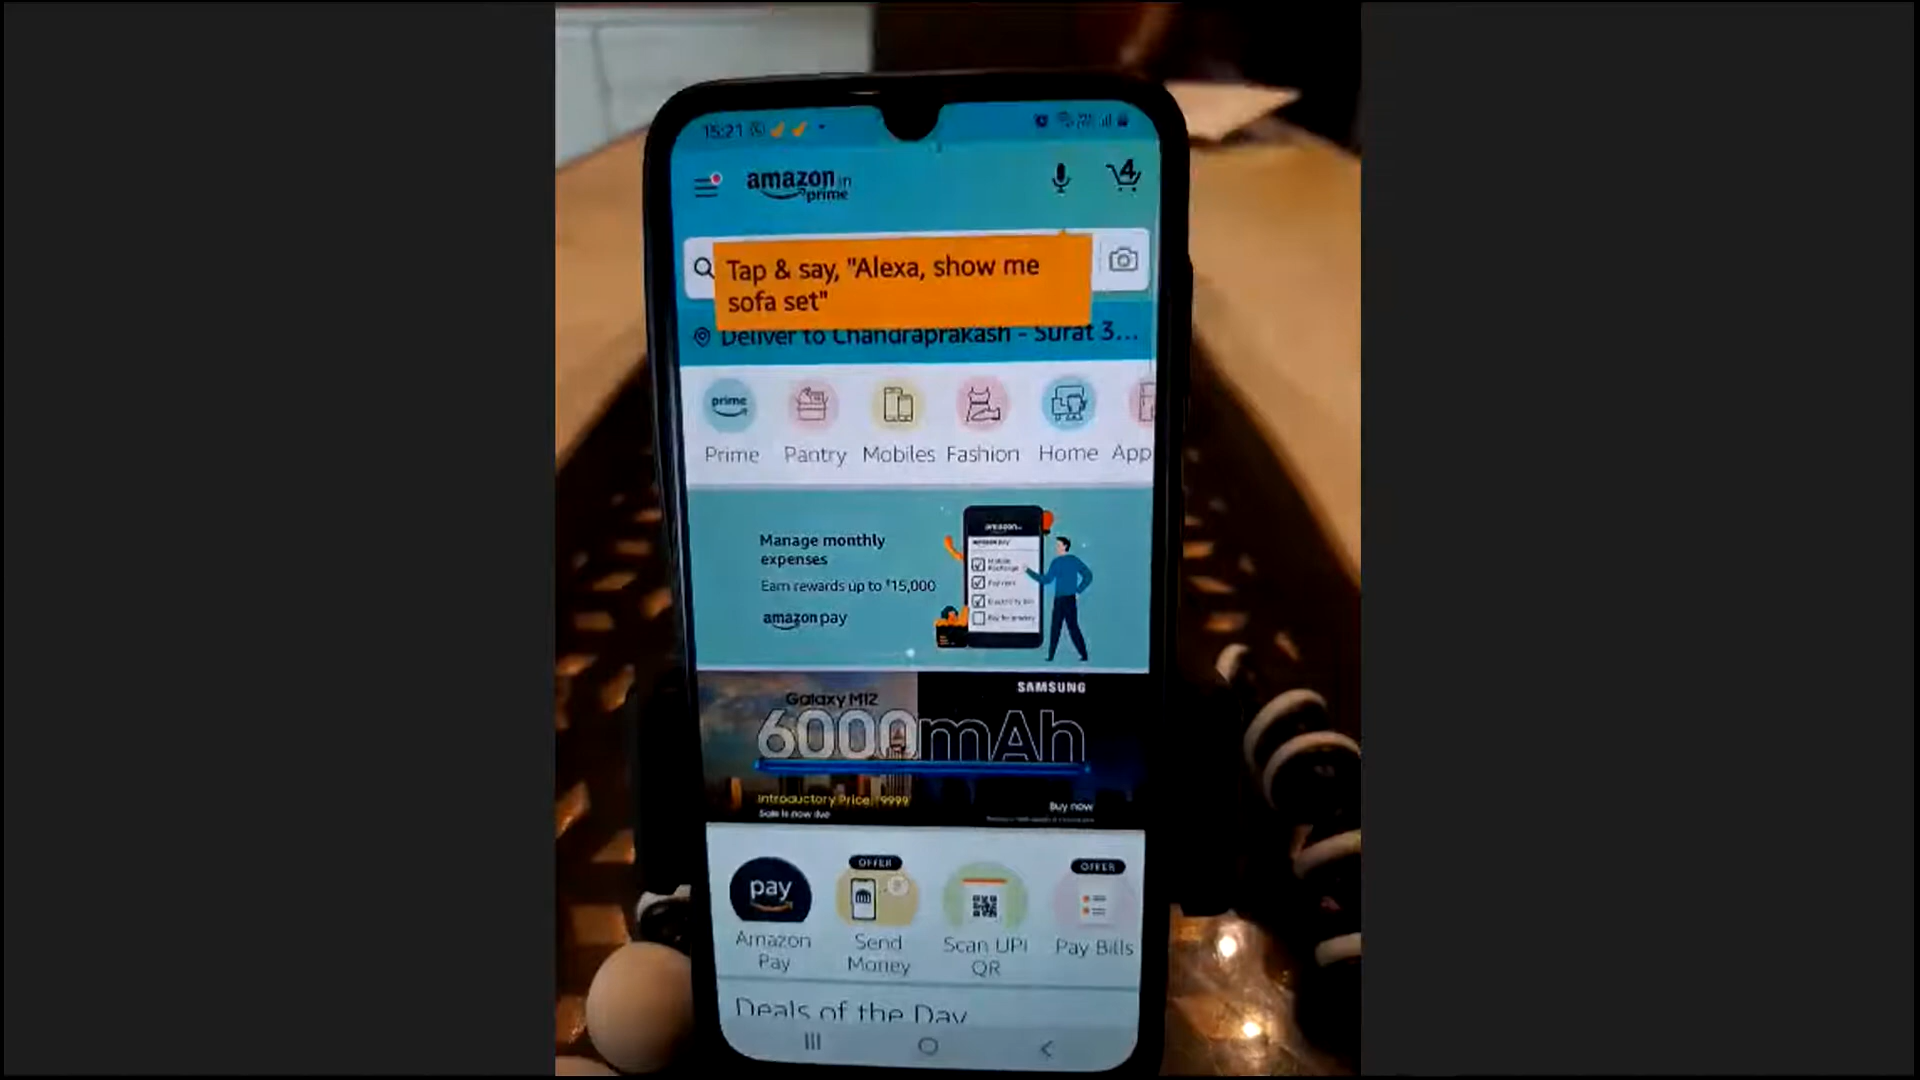 15:21
amazon.in
prime
4
Tap & say, "Alexa, show me
sofa set"
Deliver to Chandraprakash - Surat 3...
prime
Prime
Pantry
Mobiles
Fashion
Home
App
Manage monthly
expenses
Earn rewards up to ₹15,000
amazon pay
amazon
Galaxy M12
SAMSUNG
6000mAh
Introductory Price: ₹9999
Sale is now live
Buy now
pay
OFFER
OFFER
Amazon
Pay
Send
Money
Scan UPI
QR
Pay Bills
Deals of the Day